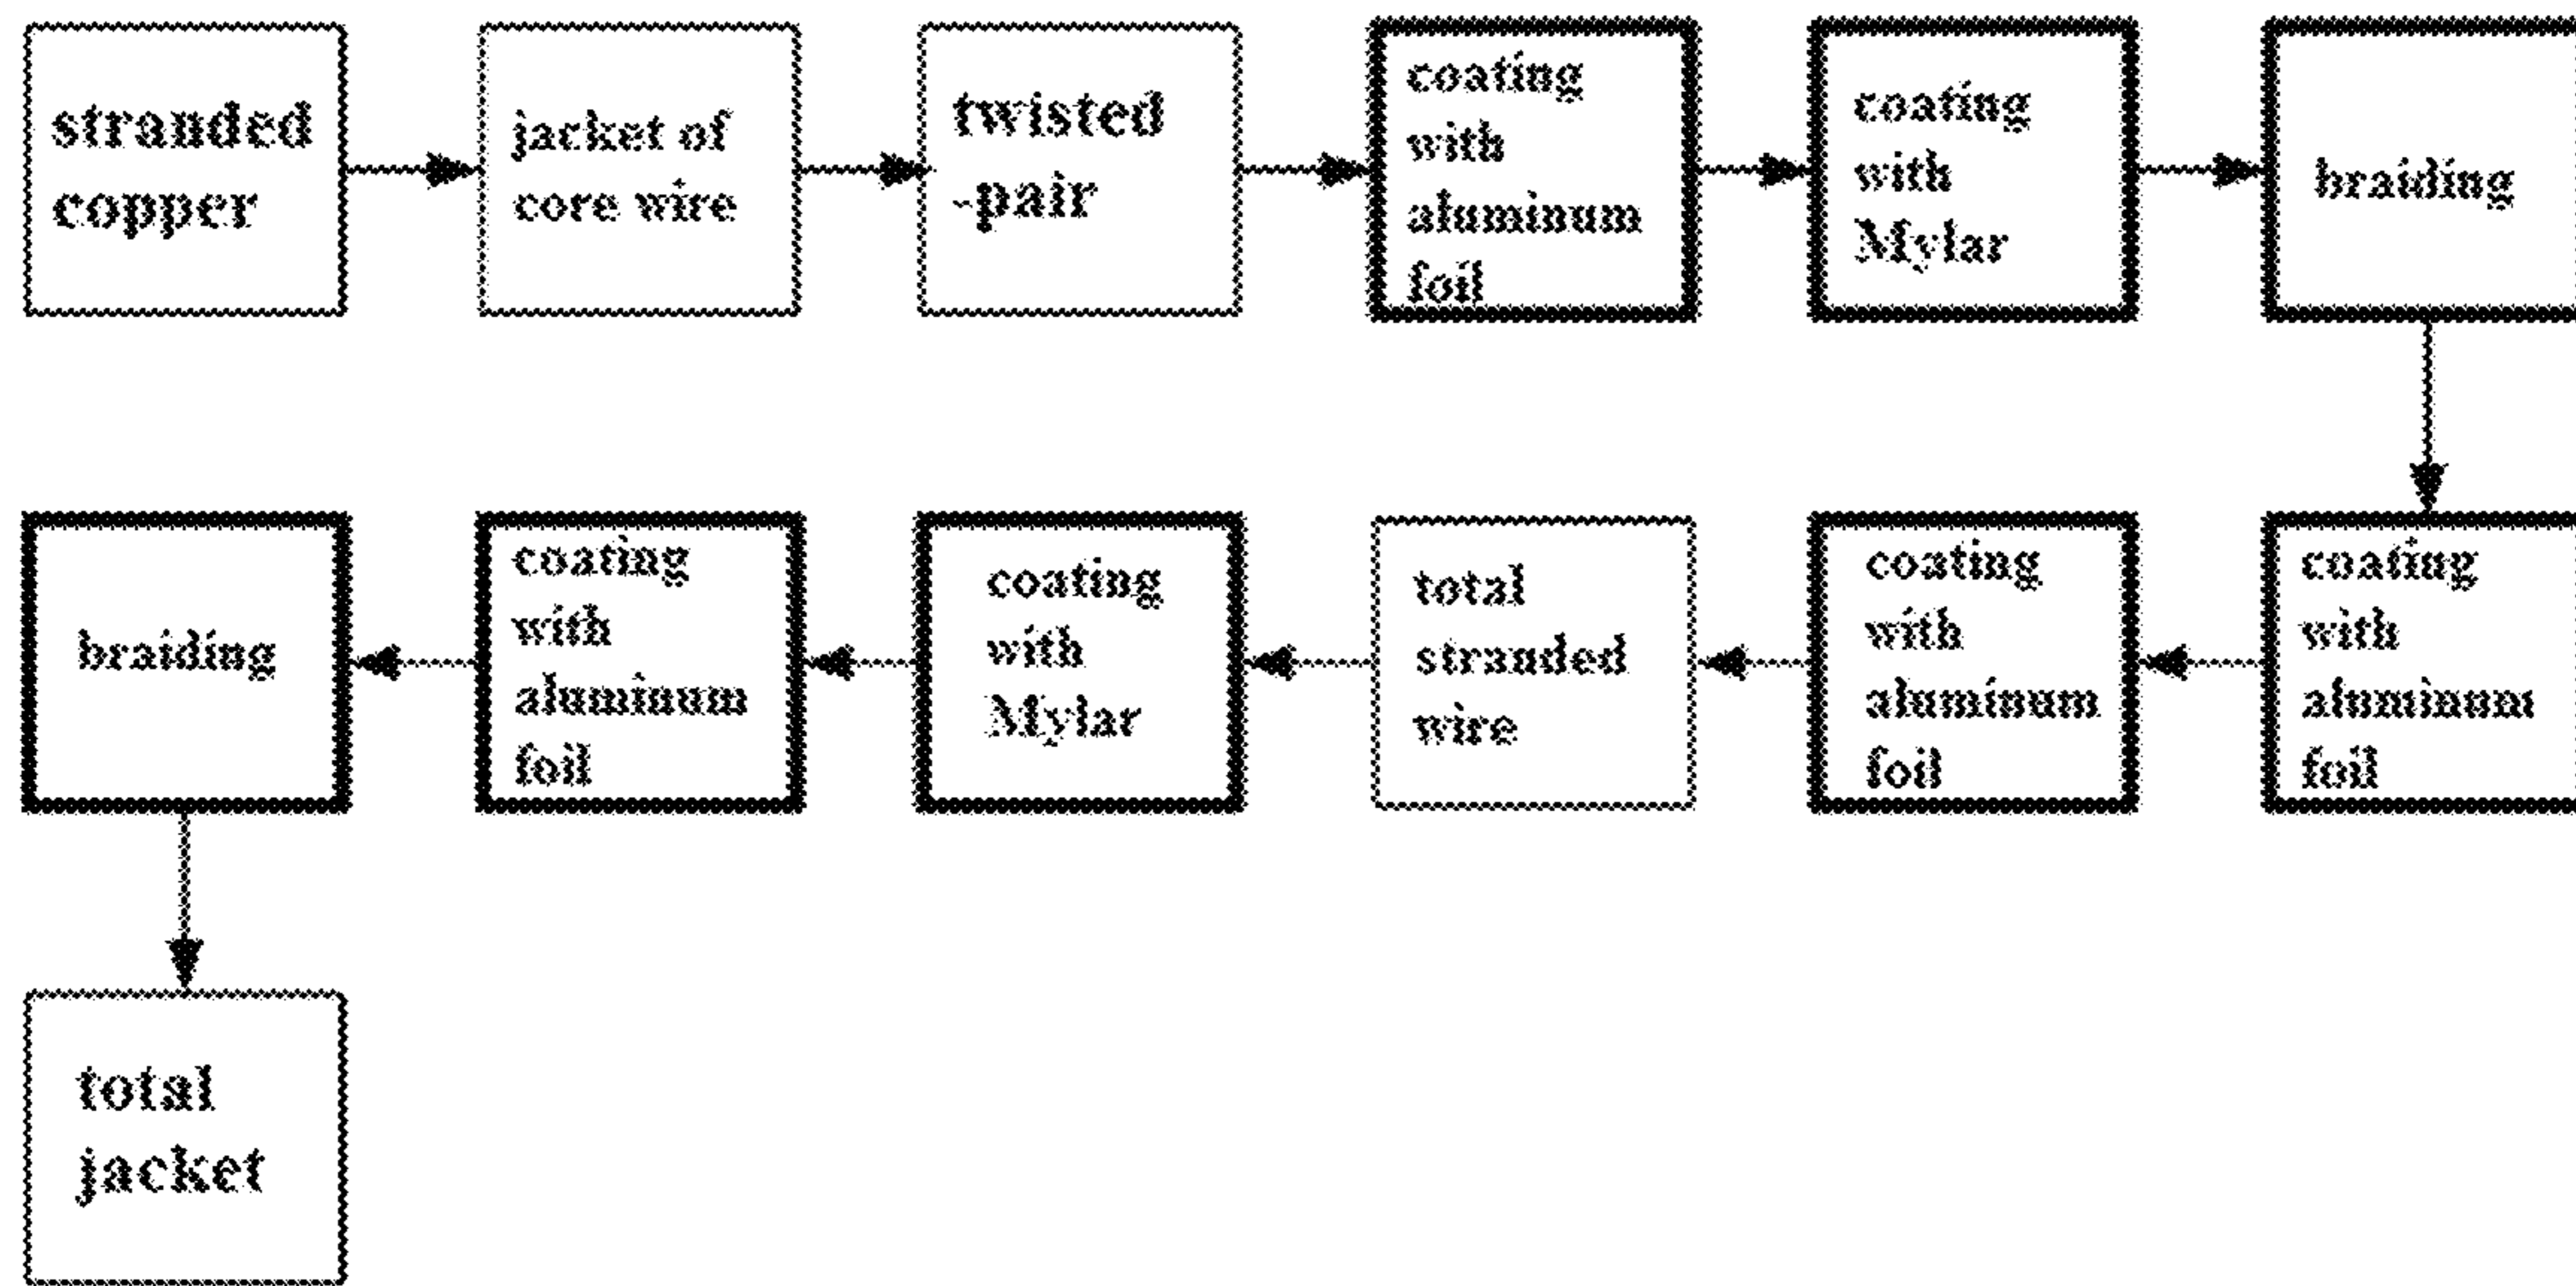 stranded
copper
jacket of
core wire
twisted
-pair
coating
with
aluminum
foil
coating
with
Mylar
braiding
coating
with
aluminum
foil
coating
with
aluminum
foil
total
stranded
wire
coating
with
Mylar
coating
with
aluminum
foil
braiding
total
jacket